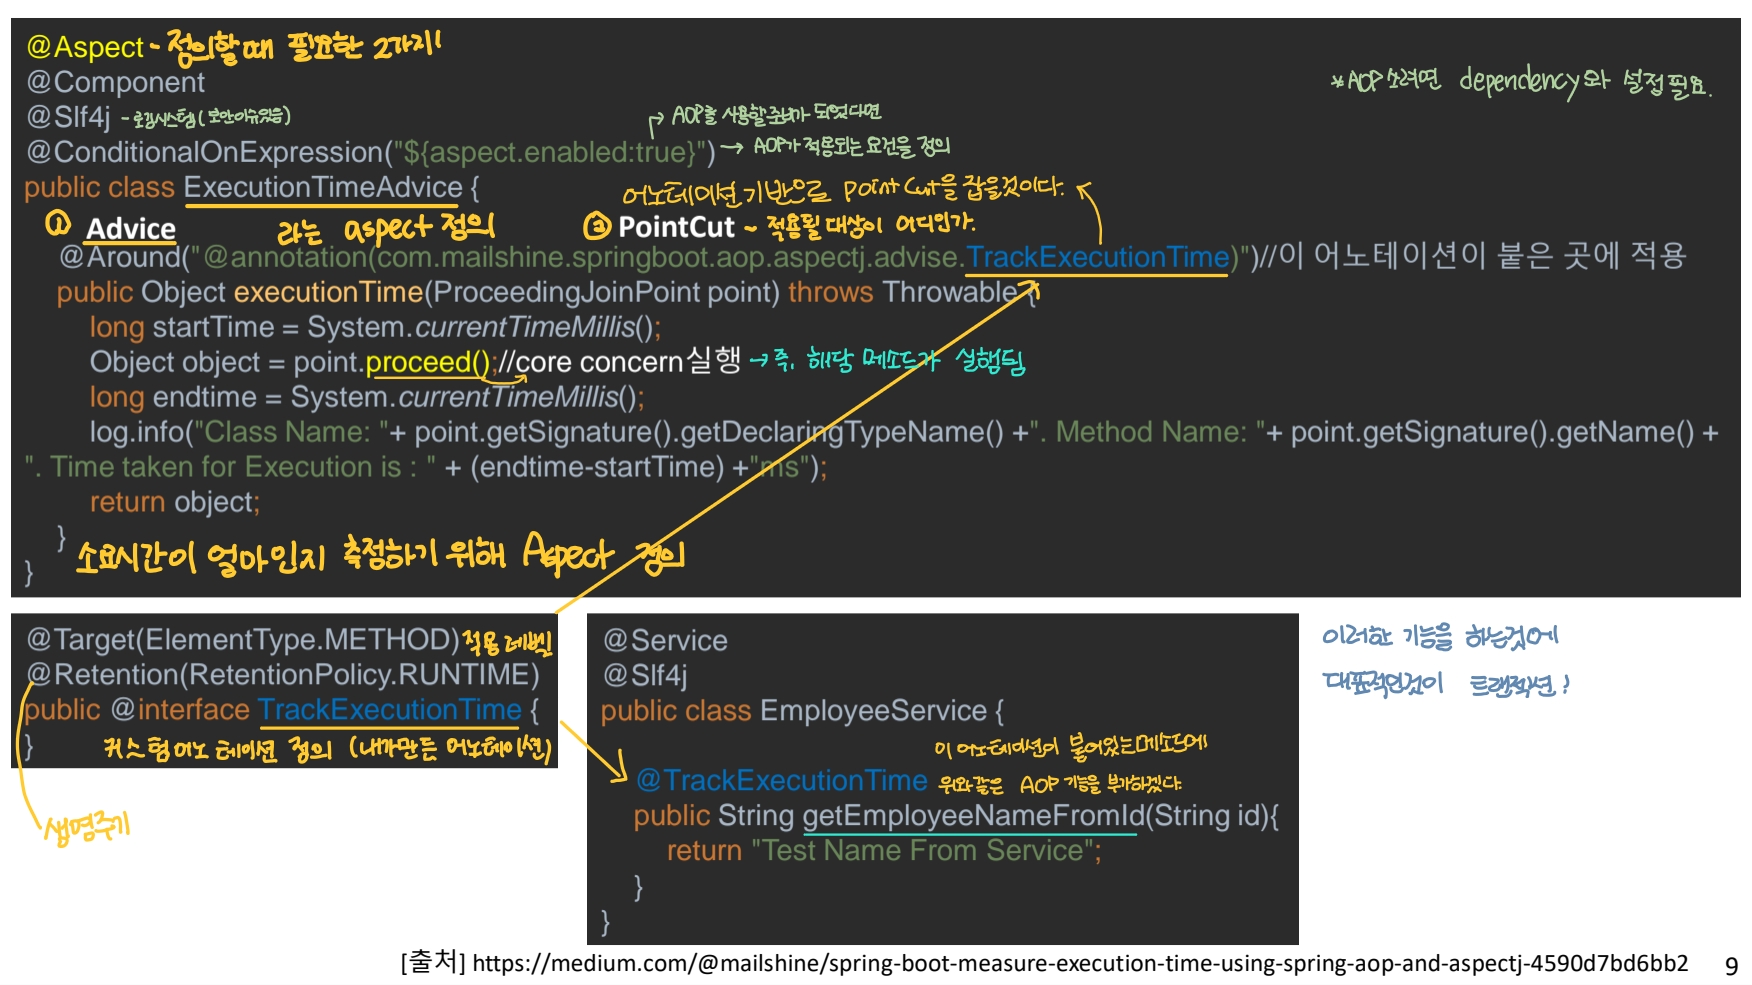 @Aspect - 정의할때 필요한 2가지!
@Component
*AOP쓰려면 dependency와 설정필요.
@Slf4j - 로깅시스템 (보안이슈있음)
→ AOP를 사용할준비가 되었다면
@ConditionalOnExpression("${aspect.enabled:true}") → AOP가 적용되는 요건을 정의
public class ExecutionTimeAdvice {
어노테이션 기반으로 point cut을 잡을것이다.
① Advice 라는 aspect 정의 ② PointCut ~ 적용될 대상이 어디인가.
@Around("@annotation(com.mailshine.springboot.aop.aspectj.advise.TrackExecutionTime)")//이 어노테이션이 붙은 곳에 적용
public Object executionTime(ProceedingJoinPoint point) throws Throwable {
long startTime = System.currentTimeMillis();
Object object = point.proceed();//core concern실행 → 즉, 해당 메소드가 실행됨
long endtime = System.currentTimeMillis();
log.info("Class Name: "+ point.getSignature().getDeclaringTypeName() +". Method Name: "+ point.getSignature().getName() +
". Time taken for Execution is : " + (endtime-startTime) +"ms");
return object;
}
소요시간이 얼마인지 측정하기 위해 Aspect 정의
}
@Target(ElementType.METHOD) 적용 레벨
@Retention(RetentionPolicy.RUNTIME)
public @interface TrackExecutionTime {
} 커스텀어노테이션 정의 (내가만든 어노테이션)
생명주기
@Service
@Slf4j
public class EmployeeService {
이 어노테이션이 붙어있는메소드에
@TrackExecutionTime 위와같은 AOP 기능을 부가하겠다.
public String getEmployeeNameFromId(String id){
return "Test Name From Service";
}
}
이러한 기능을 하는것에
대표적인것이 트랜잭션!
[출처] https://medium.com/@mailshine/spring-boot-measure-execution-time-using-spring-aop-and-aspectj-4590d7bd6bb2
9